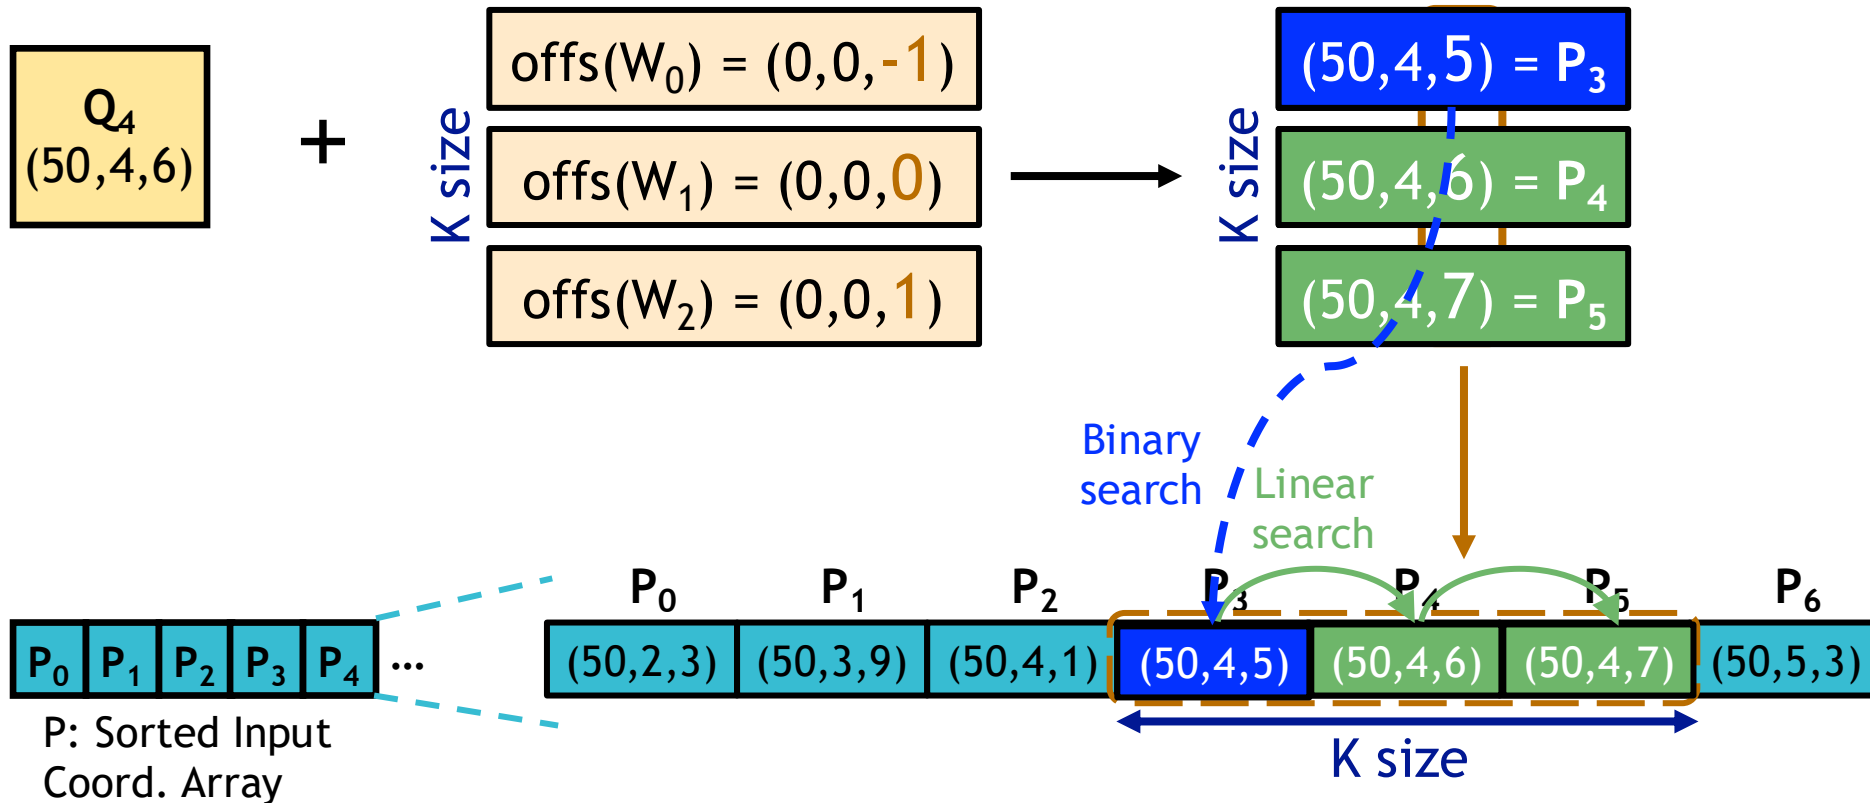 Q₄
(50,4,6)
+
K size
offs(W₀) = (0,0,-1)
offs(W₁) = (0,0,0)
offs(W₂) = (0,0,1)
K size
(50,4,5) = P₃
(50,4,6) = P₄
(50,4,7) = P₅
Binary
search
Linear
search
P₀ P₁ P₂ P₃ P₄ P₅ P₆
P₀ P₁ P₂ P₃ P₄ ...
(50,2,3) (50,3,9) (50,4,1) (50,4,5) (50,4,6) (50,4,7) (50,5,3)
P: Sorted Input
Coord. Array
K size